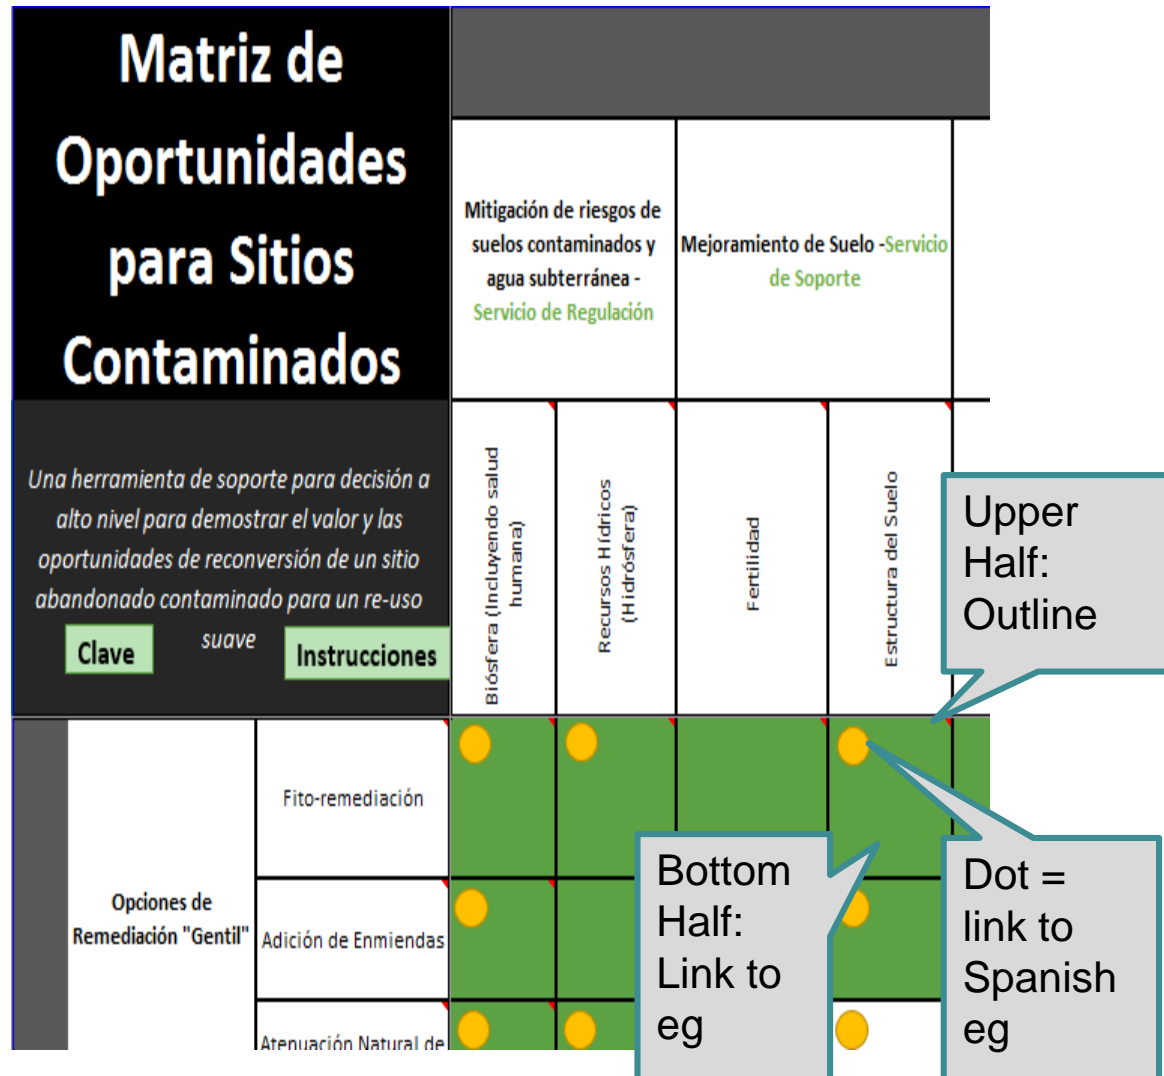 Matriz de
Oportunidades
para Sitios
Contaminados
Una herramienta de soporte para decisión a
alto nivel para demostrar el valor y las
oportunidades de reconversión de un sitio
abandonado contaminado para un re-uso
suave
Clave
Instrucciones
Mitigación de riesgos de
suelos contaminados y
agua subterránea -
Servicio de Regulación
Mejoramiento de Suelo -Servicio
de Soporte
Biósfera (Incluyendo salud
humana)
Recursos Hídricos
(Hidrósfera)
Fertilidad
Estructura del Suelo
Upper
Half:
Outline
Opciones de
Remediación "Gentil"
Fito-remediación
Adición de Enmiendas
Atenuación Natural de
Bottom
Half:
Link to
eg
Dot =
link to
Spanish
eg